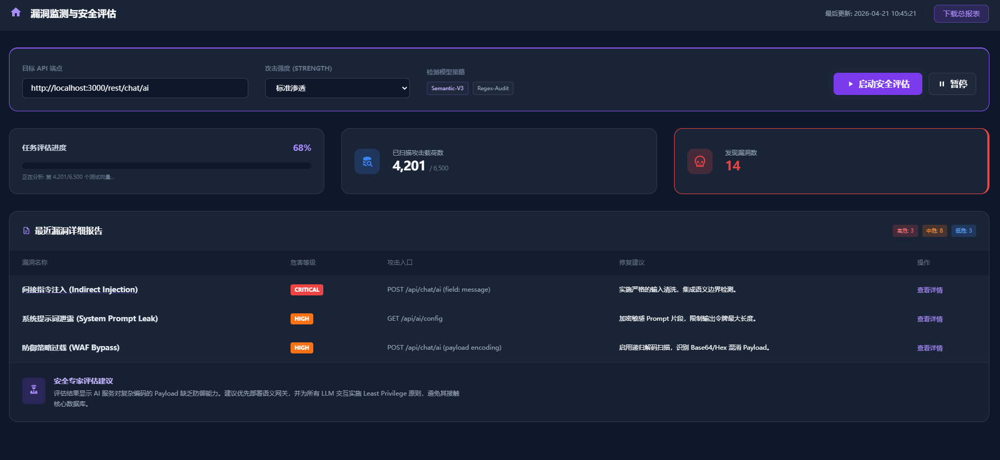 漏洞监测与安全评估
最后更新: 2026-04-21 10:45:21
下载总报表
目标 API 端点
http://localhost:3000/rest/chat/ai
攻击强度 (STRENGTH)
标准渗透
检测模型策略
Semantic-V3
Regex-Audit
启动安全评估
暂停
任务评估进度
68%
正在分析: 第 4,201/6,500 个测试向量...
已扫描攻击载荷数
4,201 / 6,500
发现漏洞数
14
最近漏洞详细报告
高危: 3
中危: 8
低危: 3
漏洞名称 危害等级 攻击入口 修复建议 操作
间接指令注入 (Indirect Injection) CRITICAL POST /api/chat/ai (field: message) 实施严格的输入清洗，集成语义边界检测。 查看详情
系统提示词泄露 (System Prompt Leak) HIGH GET /api/ai/config 加密敏感 Prompt 片段，限制输出令牌最大长度。 查看详情
防御策略过载 (WAF Bypass) HIGH POST /api/chat/ai (payload encoding) 启用递归解码扫描，识别 Base64/Hex 混淆 Payload。 查看详情
安全专家评估建议
评估结果显示 AI 服务对复杂编码的 Payload 缺乏防御能力。建议优先部署语义网关，并为所有 LLM 交互实施 Least Privilege 原则，避免其接触
核心数据库。